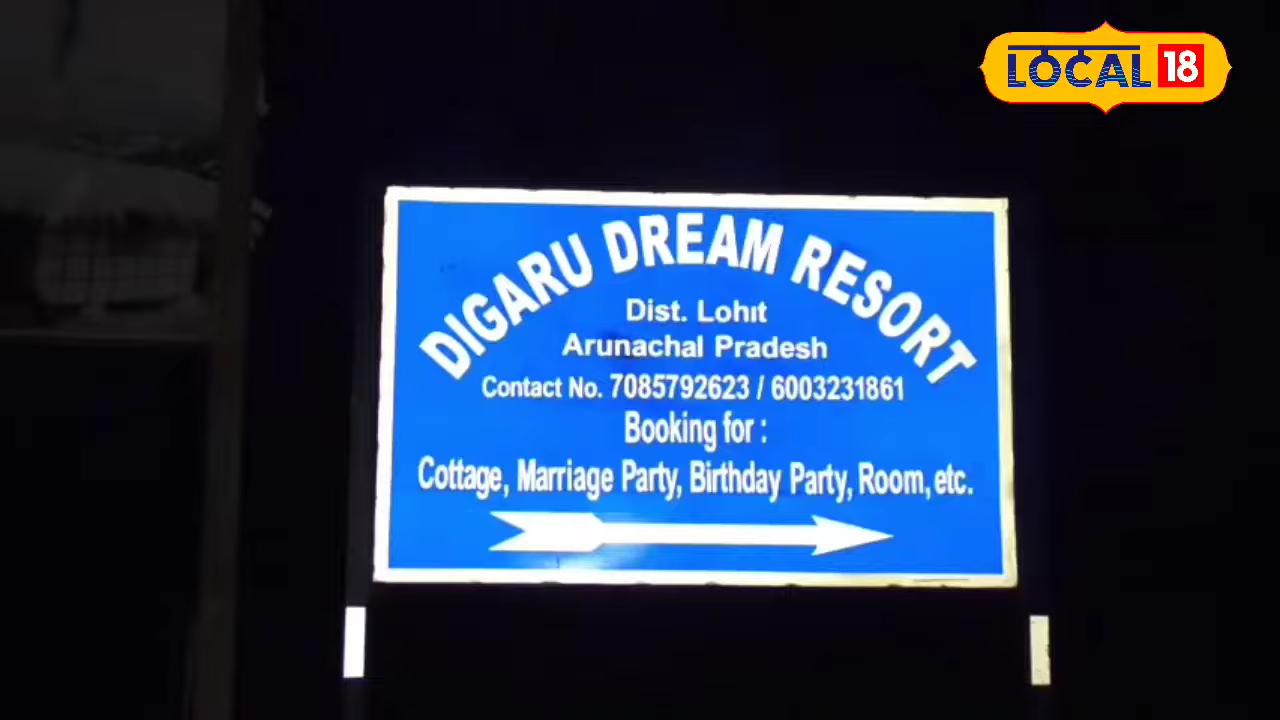 LOCAL 18
DIGARU DREAM RESORT
Dist. Lohit
Arunachal Pradesh
Contact No. 7085792623 / 6003231861
Booking for :
Cottage, Marriage Party, Birthday Party, Room, etc.